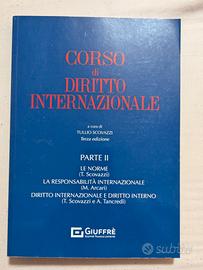 CORSO
di
DIRITTO
INTERNAZIONALE
a cura di
TULLIO SCOVAZZI
Terza edizione
PARTE II
LE NORME
(T. Scovazzi)
LA RESPONSABILITÀ INTERNAZIONALE
(M. Arcari)
DIRITTO INTERNAZIONALE E DIRITTO INTERNO
(T. Scovazzi e A. Tancredi)
GIUFFRÈ
subito